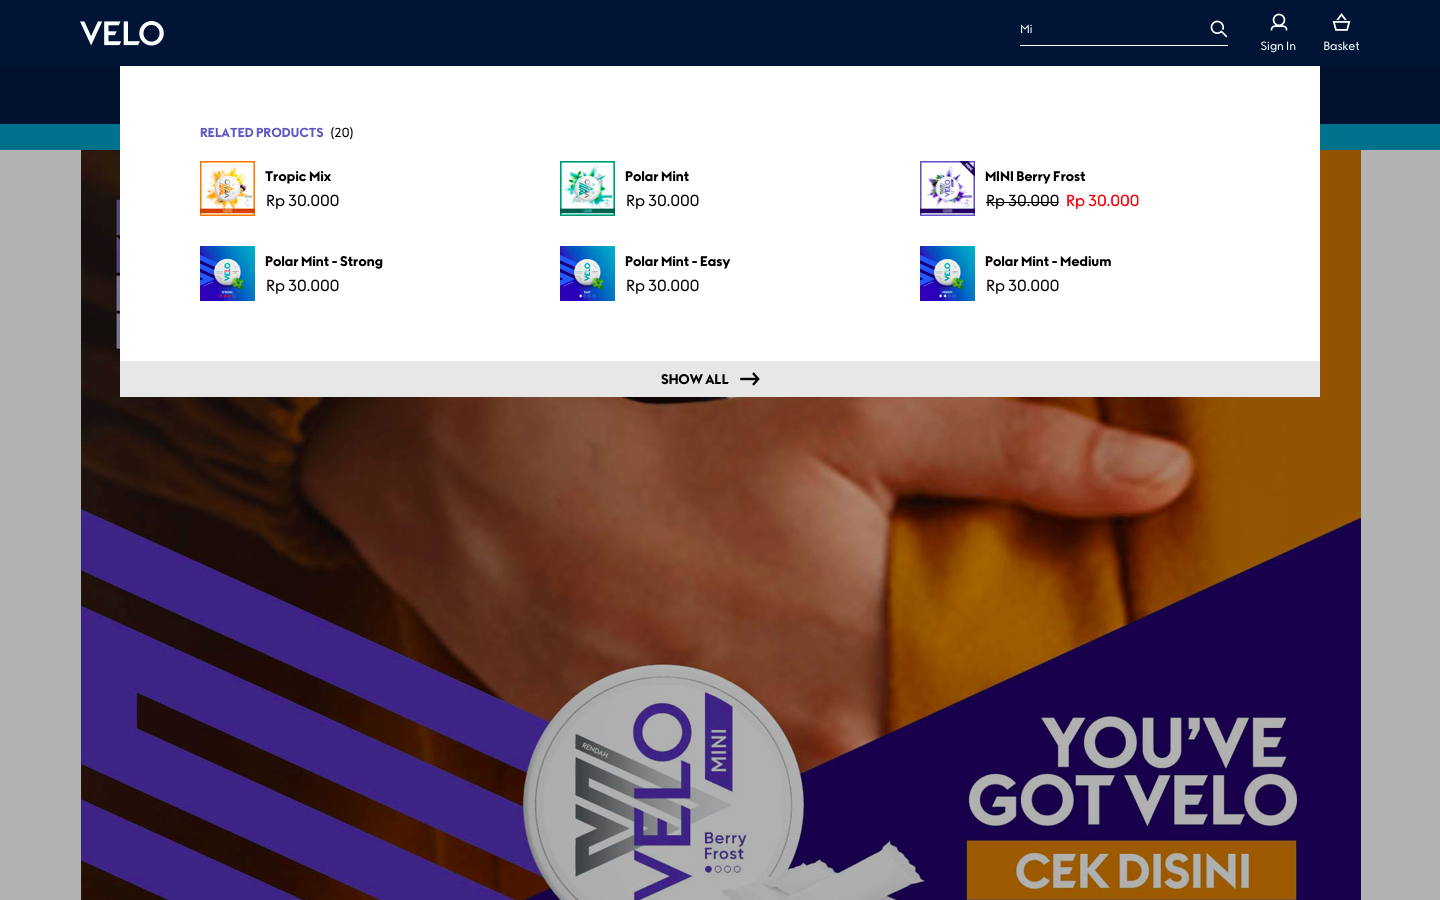 VELO
Mi
Sign In
Basket
RELATED PRODUCTS (20)
Tropic Mix
Rp 30.000
Polar Mint
Rp 30.000
MINI Berry Frost
Rp 30.000 Rp 30.000
Polar Mint - Strong
Rp 30.000
Polar Mint - Easy
Rp 30.000
Polar Mint - Medium
Rp 30.000
SHOW ALL
RENDAH
VELO
MINI
Berry
Frost
YOU'VE
GOT VELO
CEK DISINI